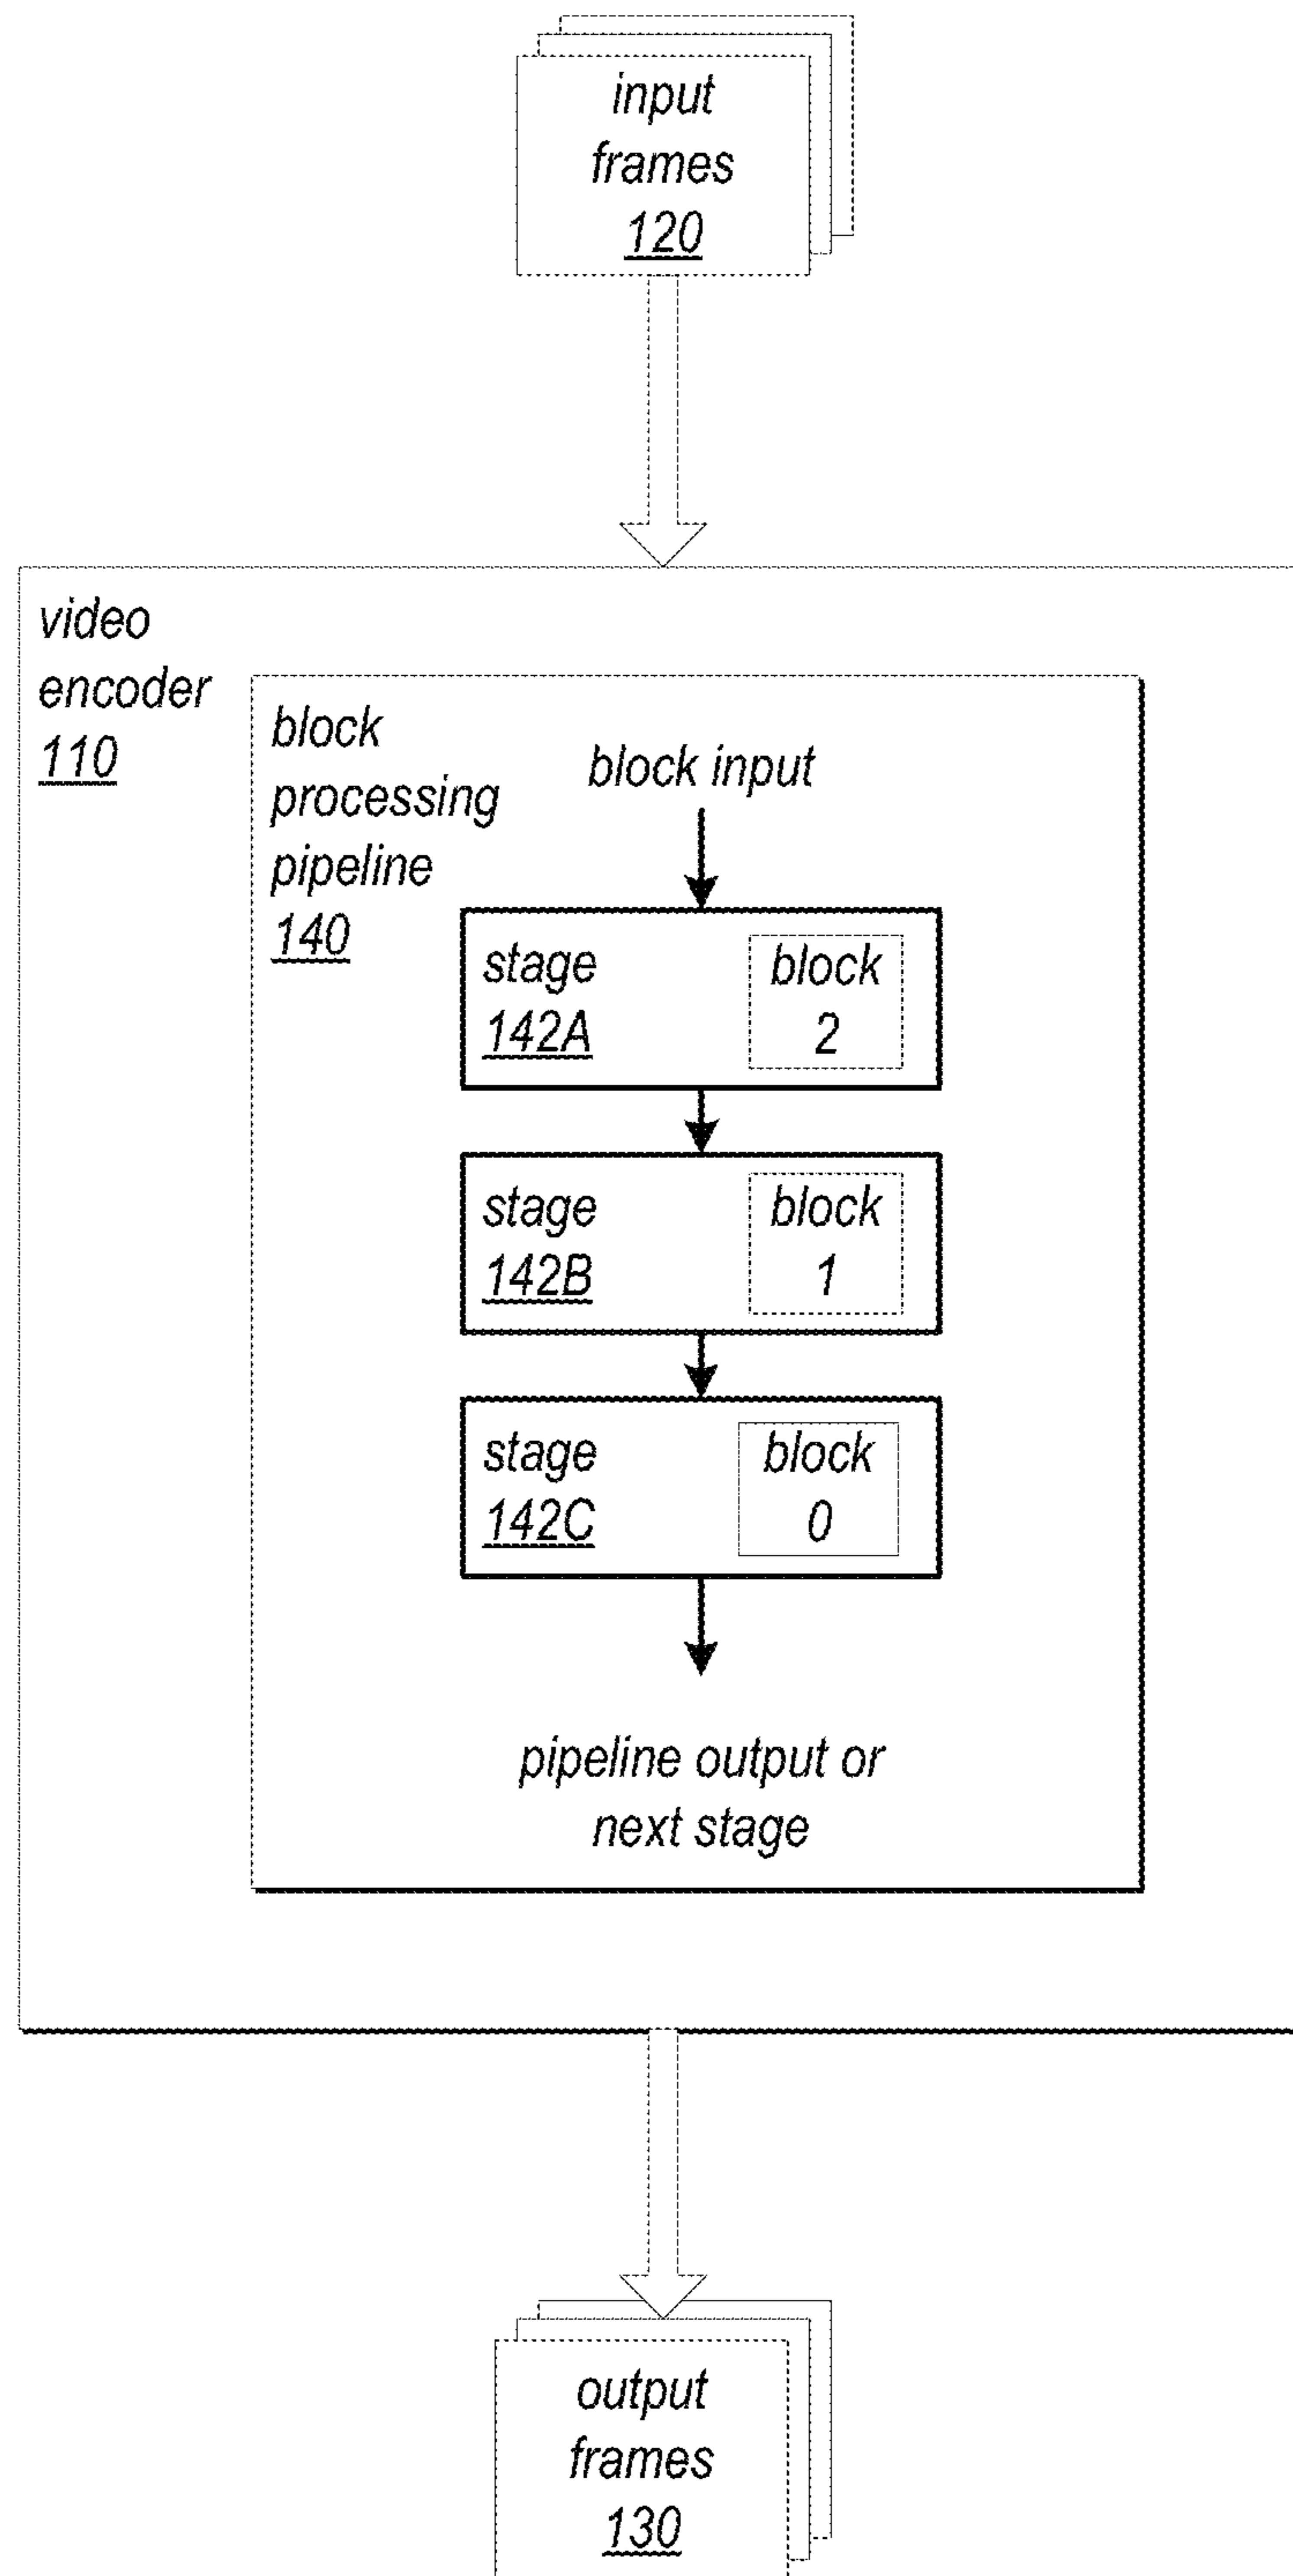 input
frames
120
video
encoder
110
block
processing
pipeline
140
block input
stage
142A
block
2
stage
142B
block
1
stage
142C
block
0
pipeline output or
next stage
output
frames
130